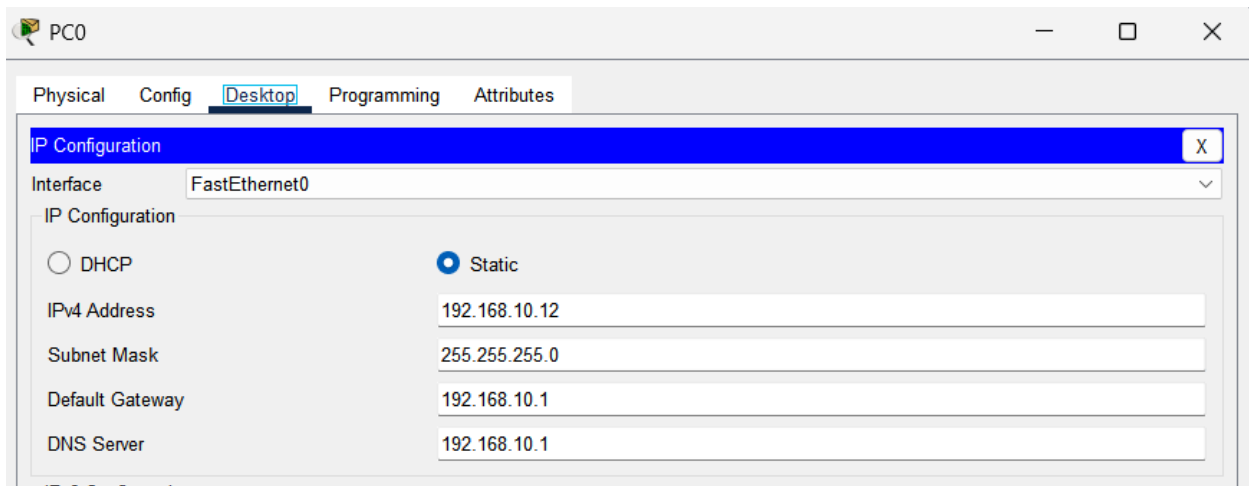 PC0
Physical Config Desktop Programming Attributes
IP Configuration X
Interface FastEthernet0
IP Configuration
DHCP Static
IPv4 Address 192.168.10.12
Subnet Mask 255.255.255.0
Default Gateway 192.168.10.1
DNS Server 192.168.10.1